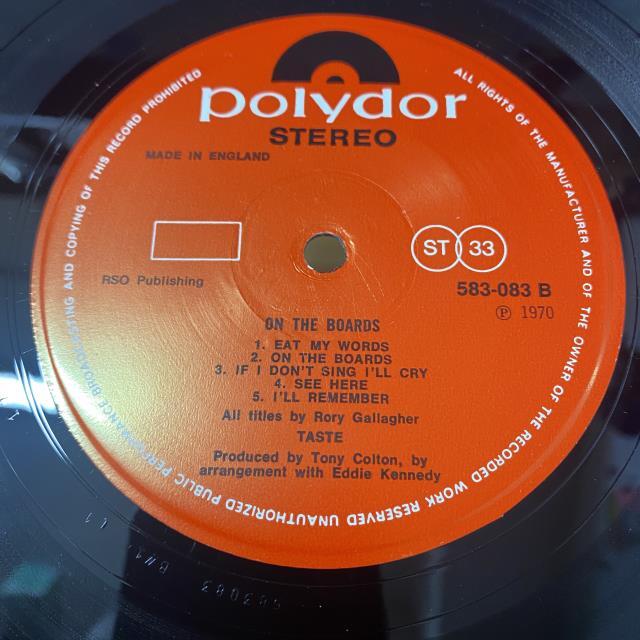 polydor
STEREO
MADE IN ENGLAND
ALL RIGHTS OF THE MANUFACTURER AND OF THE OWNER OF THE RECORDED WORK RESERVED UNAUTHORIZED PUBLIC PERFORMANCE BROADCASTING AND COPYING OF THIS RECORD PROHIBITED
ST 33
RSO Publishing
583-083 B
℗ 1970
ON THE BOARDS
1. EAT MY WORDS
2. ON THE BOARDS
3. IF I DON'T SING I'LL CRY
4. SEE HERE
5. I'LL REMEMBER
All titles by Rory Gallagher
TASTE
Produced by Tony Colton, by
arrangement with Eddie Kennedy